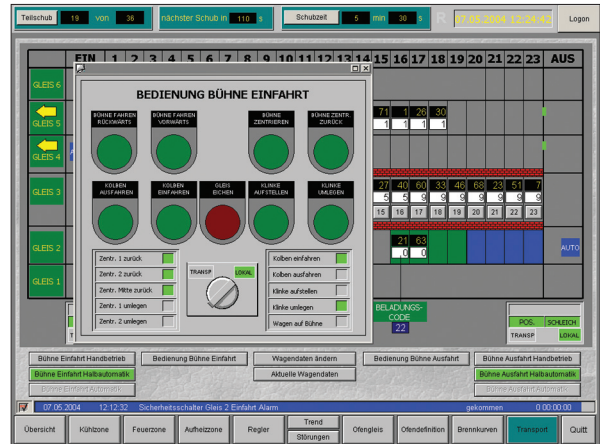 Teilschub 19 von 36 nächster Schub in 110 s Schubzeit 5 min 30 s R 07.05.2004 12:24:42 Logon
EIN 1 2 3 4 5 6 7 8 9 10 11 12 13 14 15 16 17 18 19 20 21 22 23 AUS
BEDIENUNG BÜHNE EINFAHRT
GLEIS 6
BÜHNE FAHREN RÜCKWÄRTS
BÜHNE FAHREN VORWÄRTS
BÜHNE ZENTRIEREN
BÜHNE ZENTR. ZURÜCK
GLEIS 5
71 1 26 30
1 1 1 1
GLEIS 4
GLEIS 3
KOLBEN AUSFAHREN
KOLBEN EINFAHREN
GLEIS EICHEN
KLINKE AUFSTELLEN
KLINKE UMLEGEN
27 40 60 33 46 68 23 51 7
5 5 9 9 9 9 9 9 9
15 16 17 18 19 20 21 22 23
GLEIS 2
21 63
0 0
AUTO
Zentr. 1 zurück
Zentr. 2 zurück
Zentr. Mitte zurück
Zentr. 1 umlegen
Zentr. 2 umlegen
TRANSP LOKAL
Kolben einfahren
Kolben ausfahren
Klinke aufstellen
Klinke umlegen
Wagen auf Bühne
GLEIS 1
BELADUNGS-
CODE
22
POS. SCHLEICH
TRANSP LOKAL
Bühne Einfahrt Handbetrieb Bedienung Bühne Einfahrt Wagendaten ändern Bedienung Bühne Ausfahrt Bühne Ausfahrt Handbetrieb
Bühne Einfahrt Halbautomatik Aktuelle Wagendaten Bühne Ausfahrt Halbautomatik
Bühne Einfahrt Automatik Bühne Ausfahrt Automatik
07.05.2004 12:12:32 Sicherheitsschalter Gleis 2 Einfahrt Alarm gekommen 0 00:00:00
Übersicht Kühlzone Feuerzone Aufheizzone Regler Trend Ofengleis Ofendefinition Brennkurven Transport Quitt
Störungen